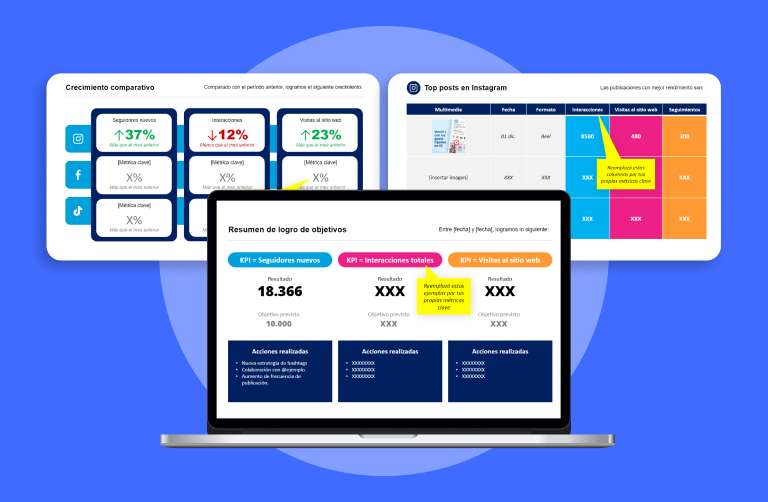 Crecimiento comparativo
Comparado con el período anterior, logramos el siguiente crecimiento:
Seguidores nuevos
↑37%
Más que el mes anterior
Interacciones
↓12%
Menos que el mes anterior
Visitas al sitio web
↑23%
Más que el mes anterior
[Métrica clave]
X%
Más que el mes anterior
[Métrica clave]
X%
Más que el mes anterior
[Métrica clave]
X%
[Métrica clave]
X%
Más que el mes anterior
Top posts en Instagram
Las publicaciones con mejor rendimiento son:
Multimedia
Fecha
Formato
Interacciones
Visitas al sitio web
Seguimientos
01 dic.
Reel
8560
480
300
Reemplazá estas
columnas por tus
propias métricas clave
[insertar imagen]
XXX
XXX
XXX
XXX
XXX
XXX
XXX
XXX
Resumen de logro de objetivos
Entre [fecha] y [fecha], logramos lo siguiente:
KPI = Seguidores nuevos
KPI = Interacciones totales
KPI = Visitas al sitio web
Resultado
18.366
Objetivo previsto
10.000
Resultado
XXX
Objetivo previsto
XXX
Reemplazá estos
ejemplos por tus
propias métricas
clave
Resultado
XXX
Objetivo previsto
XXX
Acciones realizadas
• Nueva estrategia de hashtags
• Colaboración con @ejemplo
• Aumento de frecuencia de
publicación.
Acciones realizadas
• XXXXXXXX
• XXXXXXXX
• XXXXXXXX
Acciones realizadas
• XXXXXXXX
• XXXXXXXX
• XXXXXXXX